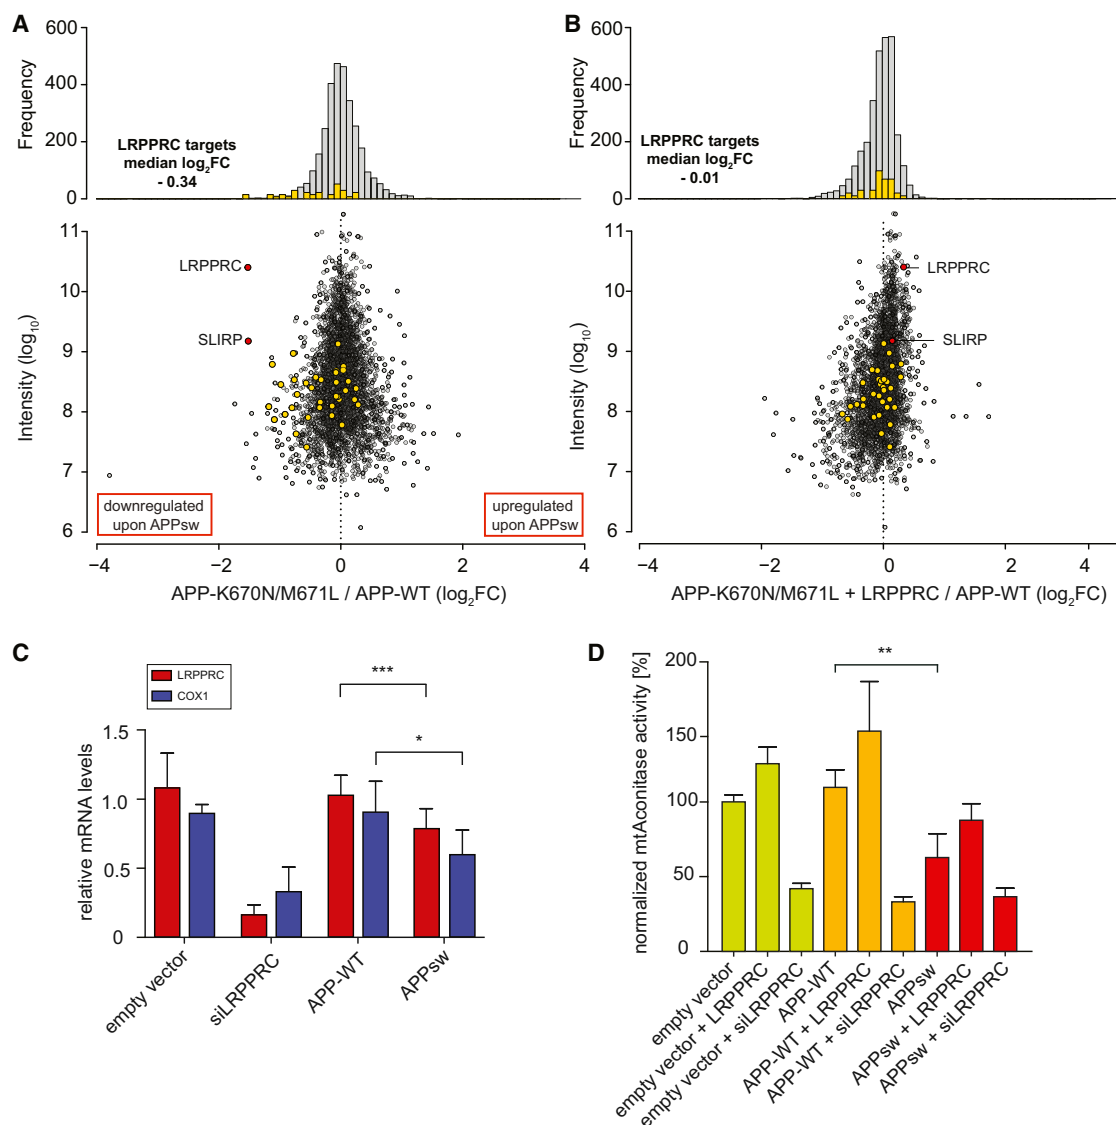 A
600
400
200
0
Frequency
LRPPRC targets
median log2FC
- 0.34
11
10
9
8
7
6
Intensity (log10)
LRPPRC
SLIRP
downregulated
upon APPsw
upregulated
upon APPsw
−4
−2
0
2
4
APP-K670N/M671L / APP-WT (log2FC)
B
600
400
200
0
Frequency
LRPPRC targets
median log2FC
- 0.01
11
10
9
8
7
6
Intensity (log10)
LRPPRC
SLIRP
−4
−2
0
2
4
APP-K670N/M671L + LRPPRC / APP-WT (log2FC)
C
LRPPRC
COX1
***
*
1.5
1.0
0.5
0
relative mRNA levels
empty vector
siLRPPRC
APP-WT
APPsw
D
**
200
150
100
50
0
normalized mtAconitase activity [%]
empty vector
empty vector + LRPPRC
empty vector + siLRPPRC
APP-WT
APP-WT + LRPPRC
APP-WT + siLRPPRC
APPsw
APPsw + LRPPRC
APPsw + siLRPPRC